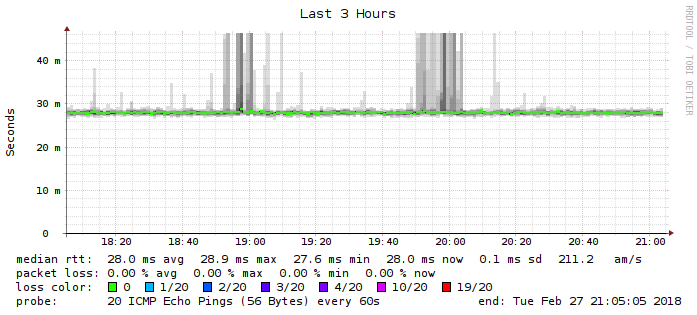 Last 3 Hours
RRDTOOL / TOBI OETIKER
Seconds
40 m
30 m
20 m
10 m
0
18:20 18:40 19:00 19:20 19:40 20:00 20:20 20:40 21:00
median rtt: 28.0 ms avg 28.9 ms max 27.6 ms min 28.0 ms now 0.1 ms sd 211.2 am/s
packet loss: 0.00 % avg 0.00 % max 0.00 % min 0.00 % now
loss color: 0 1/20 2/20 3/20 4/20 10/20 19/20
probe: 20 ICMP Echo Pings (56 Bytes) every 60s end: Tue Feb 27 21:05:05 2018